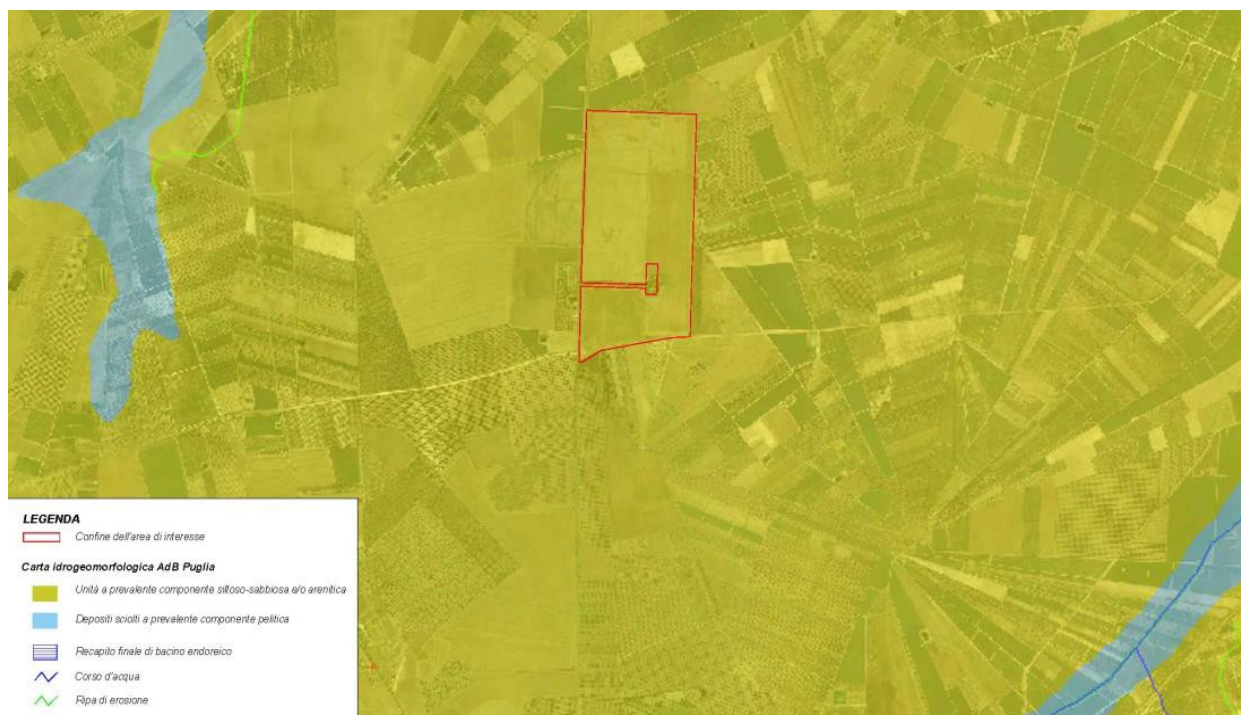 LEGENDA
Confine dell'area di interesse
Carta idrogeomorfologica AdB Puglia
Unità a prevalente componente siltoso-sabbiosa e/o arenitica
Depositi sciolti a prevalente componente pelitica
Recapito finale di bacino endoreico
Corso d'acqua
Ripa di erosione